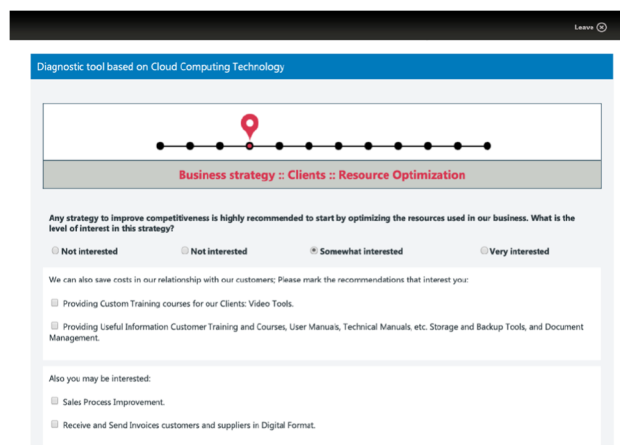 Leave
Diagnostic tool based on Cloud Computing Technology
Business strategy :: Clients :: Resource Optimization
Any strategy to improve competitiveness is highly recommended to start by optimizing the resources used in our business. What is the
level of interest in this strategy?
Not interested Not interested Somewhat interested Very interested
We can also save costs in our relationship with our customers; Please mark the recommendations that interest you:
Providing Custom Training courses for our Clients: Video Tools.
Providing Useful Information Customer Training and Courses, User Manuals, Technical Manuals, etc. Storage and Backup Tools, and Document
Management.
Also you may be interested:
Sales Process Improvement.
Receive and Send Invoices customers and suppliers in Digital Format.